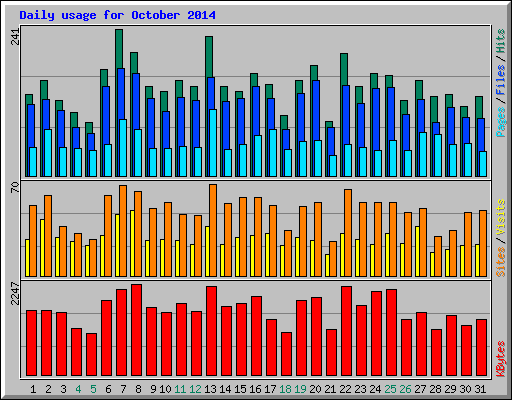 Daily usage for October 2014
241
Pages / Files / Hits
70
Sites / Visits
2247
KBytes
1 2 3 4 5 6 7 8 9 10 11 12 13 14 15 16 17 18 19 20 21 22 23 24 25 26 27 28 29 30 31